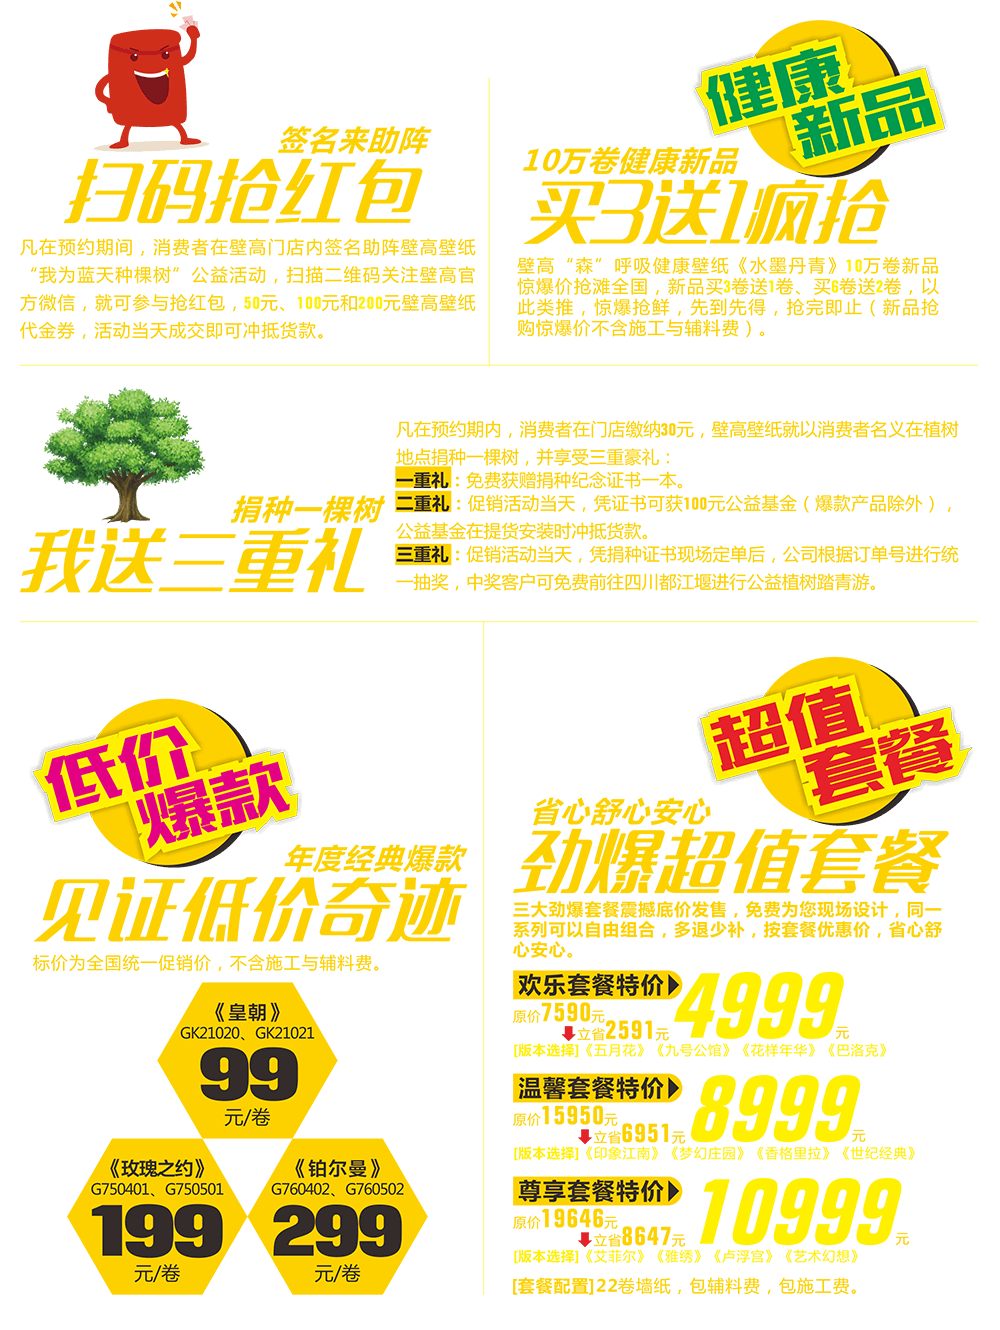 签名来助阵
扫码抢红包
凡在预约期间，消费者在壁高门店内签名助阵壁高壁纸
“我为蓝天种棵树”公益活动，扫描二维码关注壁高官
方微信，就可参与抢红包，50元、100元和200元壁高壁纸
代金券，活动当天成交即可冲抵货款。
健康
新品
10万卷健康新品
买3送1疯抢
壁高“森”呼吸健康壁纸《水墨丹青》10万卷新品
惊爆价抢滩全国，新品买3卷送1卷、买6卷送2卷，以
此类推，惊爆抢鲜，先到先得，抢完即止（新品抢
购惊爆价不含施工与辅料费）。
捐种一棵树
我送三重礼
凡在预约期内，消费者在门店缴纳30元，壁高壁纸就以消费者名义在植树
地点捐种一棵树，并享受三重豪礼：
一重礼：免费获赠捐种纪念证书一本。
二重礼：促销活动当天，凭证书可获100元公益基金（爆款产品除外），
公益基金在提货安装时冲抵货款。
三重礼：促销活动当天，凭捐种证书现场定单后，公司根据订单号进行统
一抽奖，中奖客户可免费前往四川都江堰进行公益植树踏青游。
低价
爆款
年度经典爆款
见证低价奇迹
标价为全国统一促销价，不含施工与辅料费。
《皇朝》
GK21020、GK21021
99
元/卷
《玫瑰之约》
G750401、G750501
199
元/卷
《铂尔曼》
G760402、G760502
299
元/卷
超值
套餐
省心舒心安心
劲爆超值套餐
三大劲爆套餐震撼底价发售，免费为您现场设计，同一
系列可以自由组合，多退少补，按套餐优惠价，省心舒
心安心。
欢乐套餐特价 4999元
原价7590元
立省2591元
[版本选择]《五月花》《九号公馆》《花样年华》《巴洛克》
温馨套餐特价 8999元
原价15950元
立省6951元
[版本选择]《印象江南》《梦幻庄园》《香格里拉》《世纪经典》
尊享套餐特价 10999元
原价19646元
立省8647元
[版本选择]《艾菲尔》《雅绣》《卢浮宫》《艺术幻想》
[套餐配置]22卷墙纸，包辅料费，包施工费。